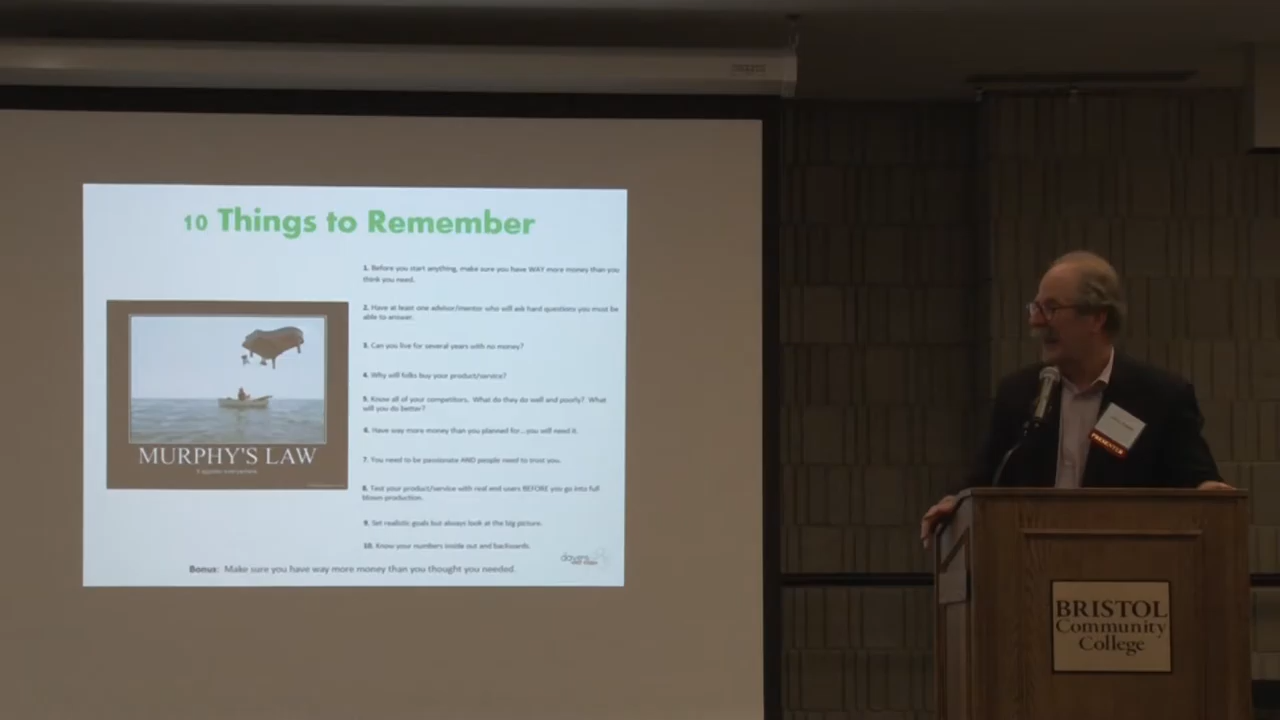 10 Things to Remember
1. Before you start anything, make sure you have WAY more money than you
think you need.
2. Have at least one advisor/mentor who will ask hard questions you must be
able to answer.
3. Can you live for several years with no money?
4. Why will folks buy your product/service?
5. Know all of your competitors. What do they do well and poorly? What
will you do better?
6. Have way more money than you planned for...you will need it.
7. You need to be passionate AND people need to trust you.
8. Test your product/service with real end users BEFORE you go into full
blown production.
9. Set realistic goals but always look at the big picture.
10. Know your numbers inside out and backwards.
Bonus: Make sure you have way more money than you thought you needed.
MURPHY'S LAW
PRESENTER
BRISTOL
Community
College